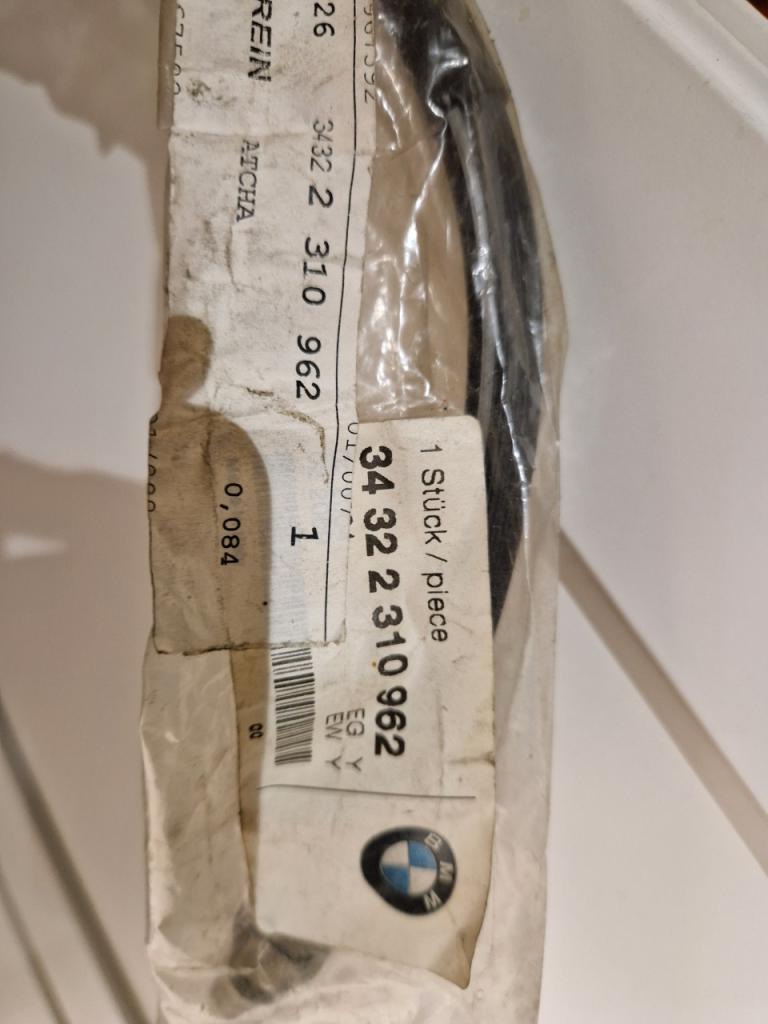 1 Stück / piece
34 32 2 310 962
EG Y
EW Y
BMW
REIN
26
3432 2 310 962
ATCHA
1
0,084